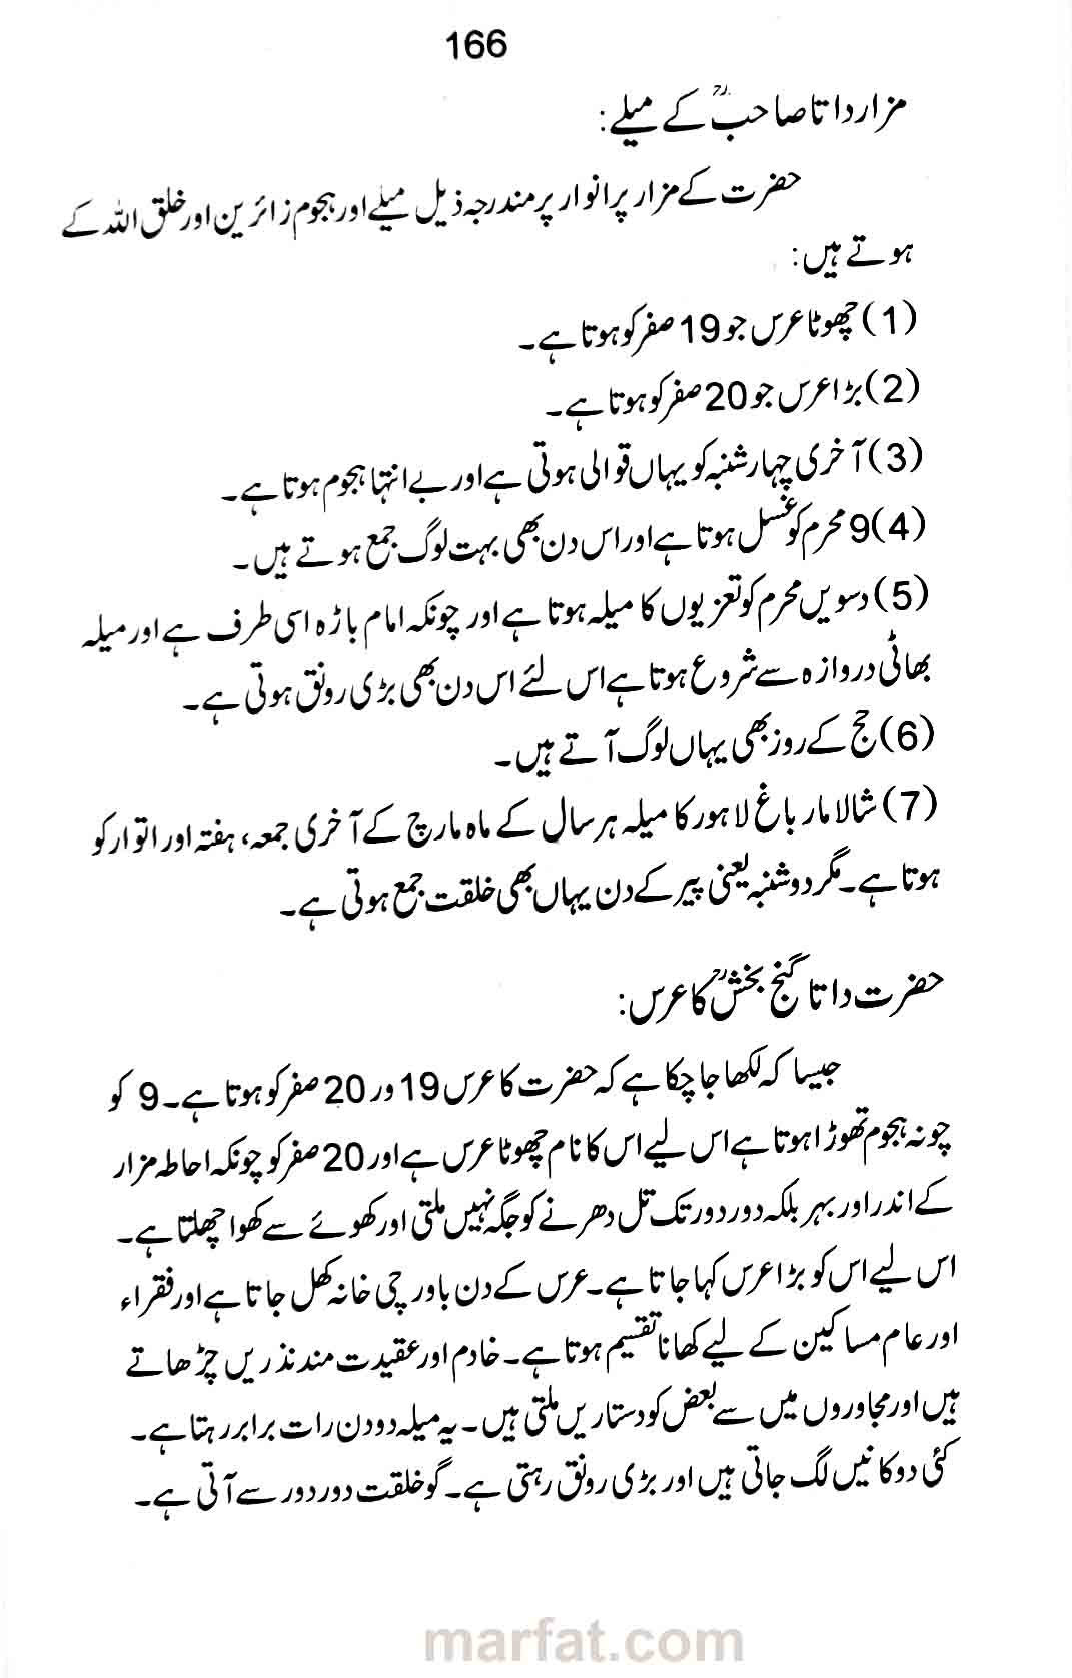 166
مزار داتا صاحبؒ کے میلے:
حضرت کے مزار پرانوار پر مندرجہ ذیل میلے اور ہجوم زائرین اور خلق اللہ کے
ہوتے ہیں:
(1) چھوٹا عرس جو 19 صفر کو ہوتا ہے۔
(2) بڑا عرس جو 20 صفر کو ہوتا ہے۔
(3) آخری چہار شنبہ کو یہاں قوالی ہوتی ہے اور بے انتہا ہجوم ہوتا ہے۔
(4) 9 محرم کو غسل ہوتا ہے اور اس دن بھی بہت لوگ جمع ہوتے ہیں۔
(5) دسویں محرم کو تعزیوں کا میلہ ہوتا ہے اور چونکہ امام باڑہ اسی طرف ہے اور میلہ
بھاٹی دروازہ سے شروع ہوتا ہے اس لئے اس دن بھی بڑی رونق ہوتی ہے۔
(6) حج کے روز بھی یہاں لوگ آتے ہیں۔
(7) شالا مار باغ لاہور کا میلہ ہر سال کے ماہ مارچ کے آخری جمعہ، ہفتہ اور اتوار کو
ہوتا ہے۔ مگر دو شنبہ یعنی پیر کے دن یہاں بھی خلقت جمع ہوتی ہے۔
حضرت داتا گنج بخشؒ کا عرس:
جیسا کہ لکھا جا چکا ہے کہ حضرت کا عرس 19 ور 20 صفر کو ہوتا ہے۔ 9 کو
چونہ ہجوم تھوڑا ہوتا ہے اس لیے اس کا نام چھوٹا عرس ہے اور 20 صفر کو چونکہ احاطہ مزار
کے اندر اور بہر بلکہ دور دور تک تل دھرنے کو جگہ نہیں ملتی اور کھوئے سے کھوا چھلتا ہے۔
اس لیے اس کو بڑا عرس کہا جاتا ہے۔ عرس کے دن باورچی خانہ کھل جاتا ہے اور فقراء
اور عام مساکین کے لیے کھانا تقسیم ہوتا ہے۔ خادم اور عقیدت مند نذریں چڑھاتے
ہیں اور مجاوروں میں سے بعض کو دستاریں ملتی ہیں۔ یہ میلہ دو دن رات برابر رہتا ہے۔
کئی دوکانیں لگ جاتی ہیں اور بڑی رونق رہتی ہے۔ گو خلقت دور دور سے آتی ہے۔
marfat.com